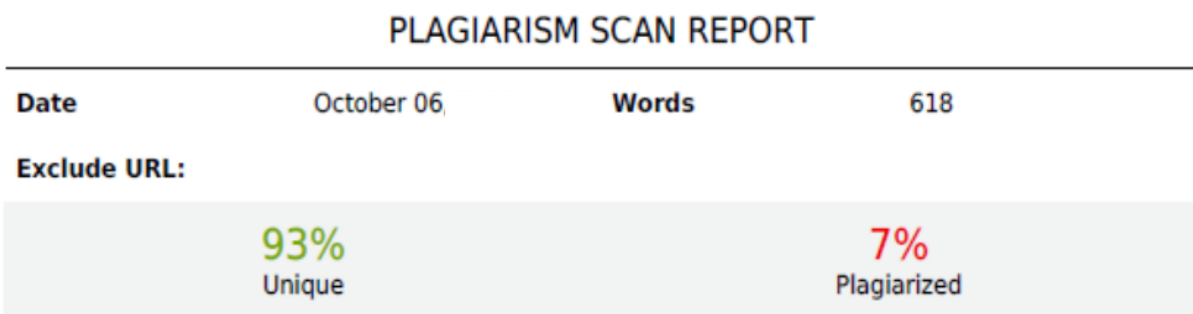 PLAGIARISM SCAN REPORT
Date October 06, Words 618
Exclude URL:
93% 7%
Unique Plagiarized